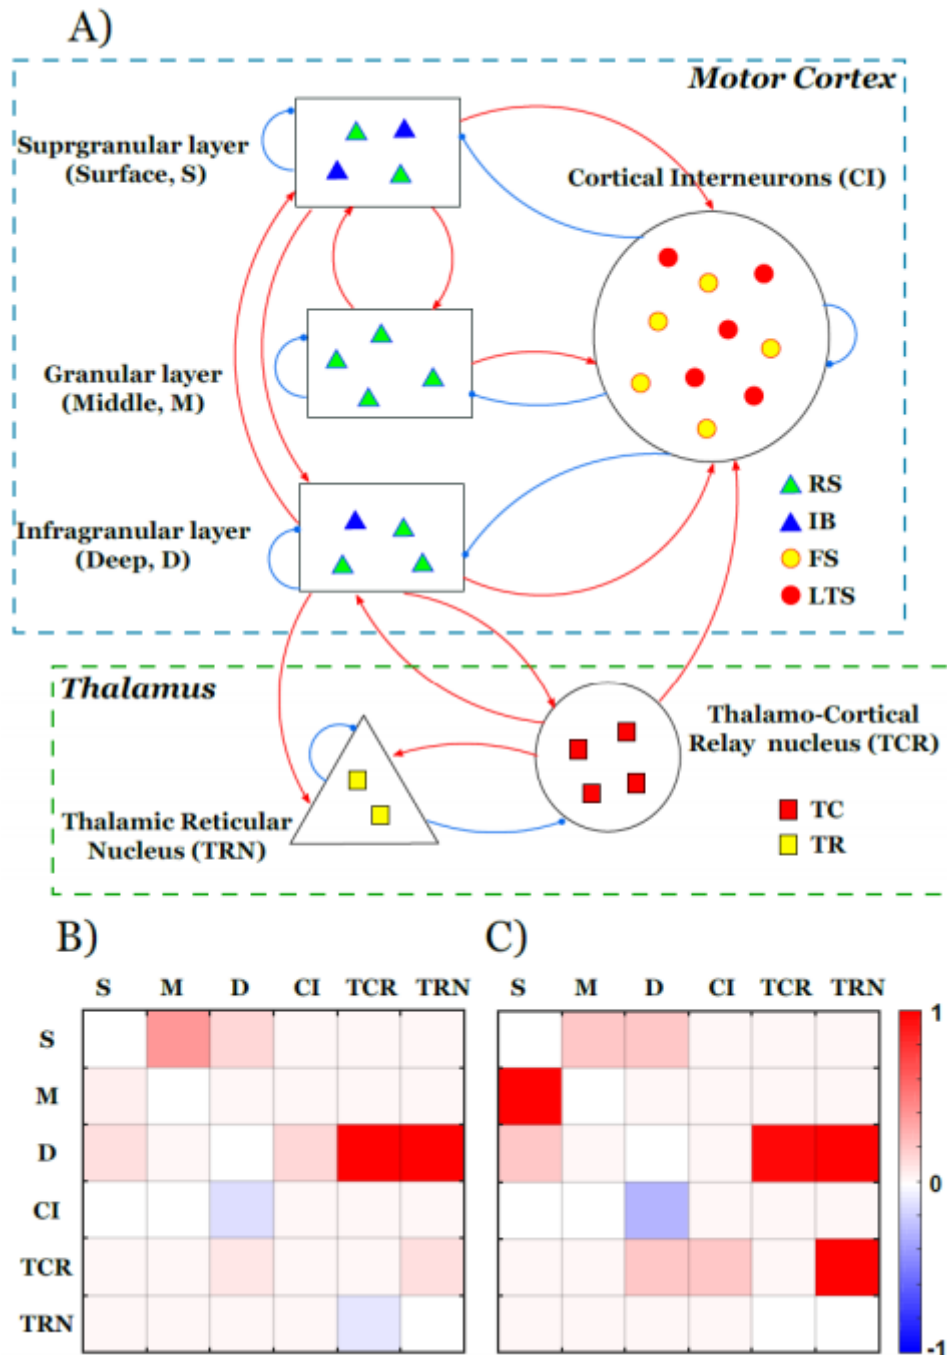 A)
Motor Cortex
Suprgranular layer
(Surface, S)
Cortical Interneurons (CI)
Granular layer
(Middle, M)
RS
Infragranular layer
(Deep, D)
IB
FS
LTS
Thalamus
Thalamo-Cortical
Relay nucleus (TCR)
Thalamic Reticular
Nucleus (TRN)
TC
TR
B)
C)
S M D CI TCR TRN
S M D CI TCR TRN
S
M
D
CI
TCR
TRN
1
0
-1